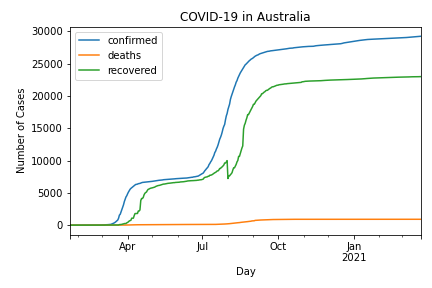 COVID-19 in Australia
confirmed
deaths
recovered
30000
25000
20000
15000
10000
5000
0
Number of Cases
Apr
Jul
Oct
Jan
2021
Day